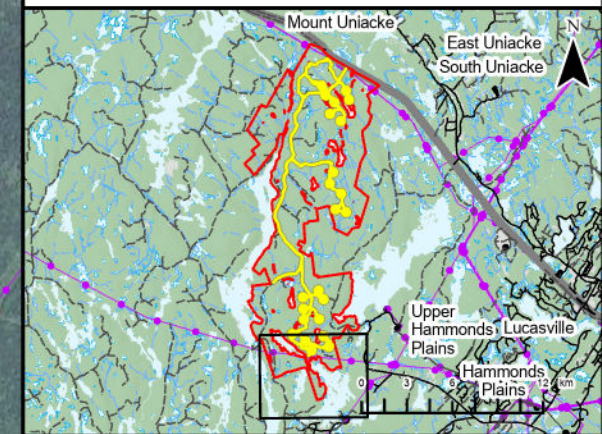 Mount Uniacke
N
East Uniacke
South Uniacke
Upper
Hammonds
Plains
Lucasville
Hammonds
Plains
0 3 6 12 km